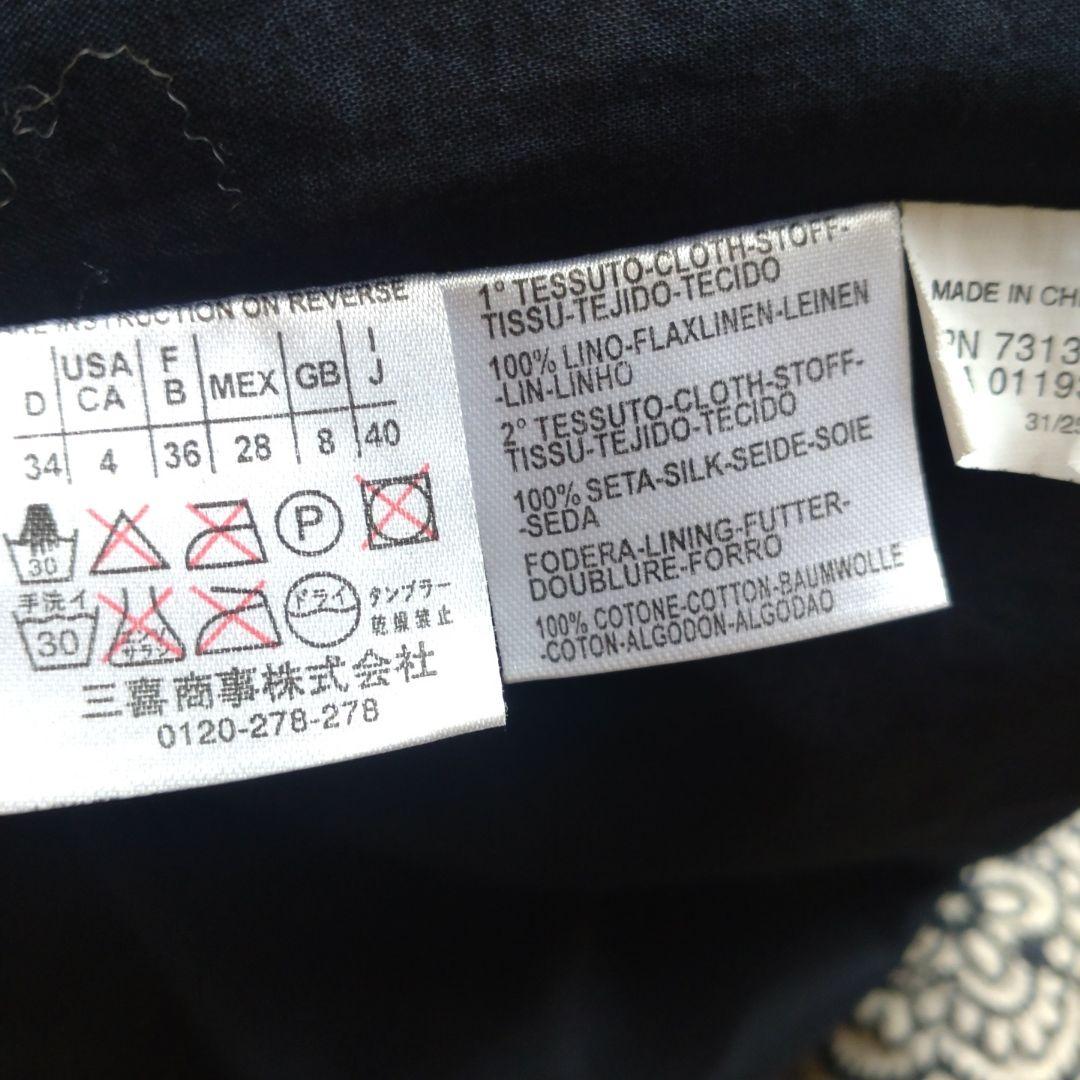 INSTRUCTION ON REVERSE
D USA CA F B MEX GB I J
34 4 36 28 8 40
30 P
手洗イ 30 サラシ ドライ タンブラー 乾燥禁止
三喜商事株式会社
0120-278-278
1° TESSUTO-CLOTH-STOFF-
TISSU-TEJIDO-TECIDO
100% LINO-FLAXLINEN-LEINEN
-LIN-LINHO
2° TESSUTO-CLOTH-STOFF-
TISSU-TEJIDO-TECIDO
100% SETA-SILK-SEIDE-SOIE
-SEDA
FODERA-LINING-FUTTER-
DOUBLURE-FORRO
100% COTONE-COTTON-BAUMWOLLE
-COTON-ALGODON-ALGODAO
MADE IN CH
PN 7313
01195
31/25